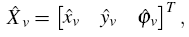 X̂_v = [x̂_v ŷ_v φ̂_v]^T ,